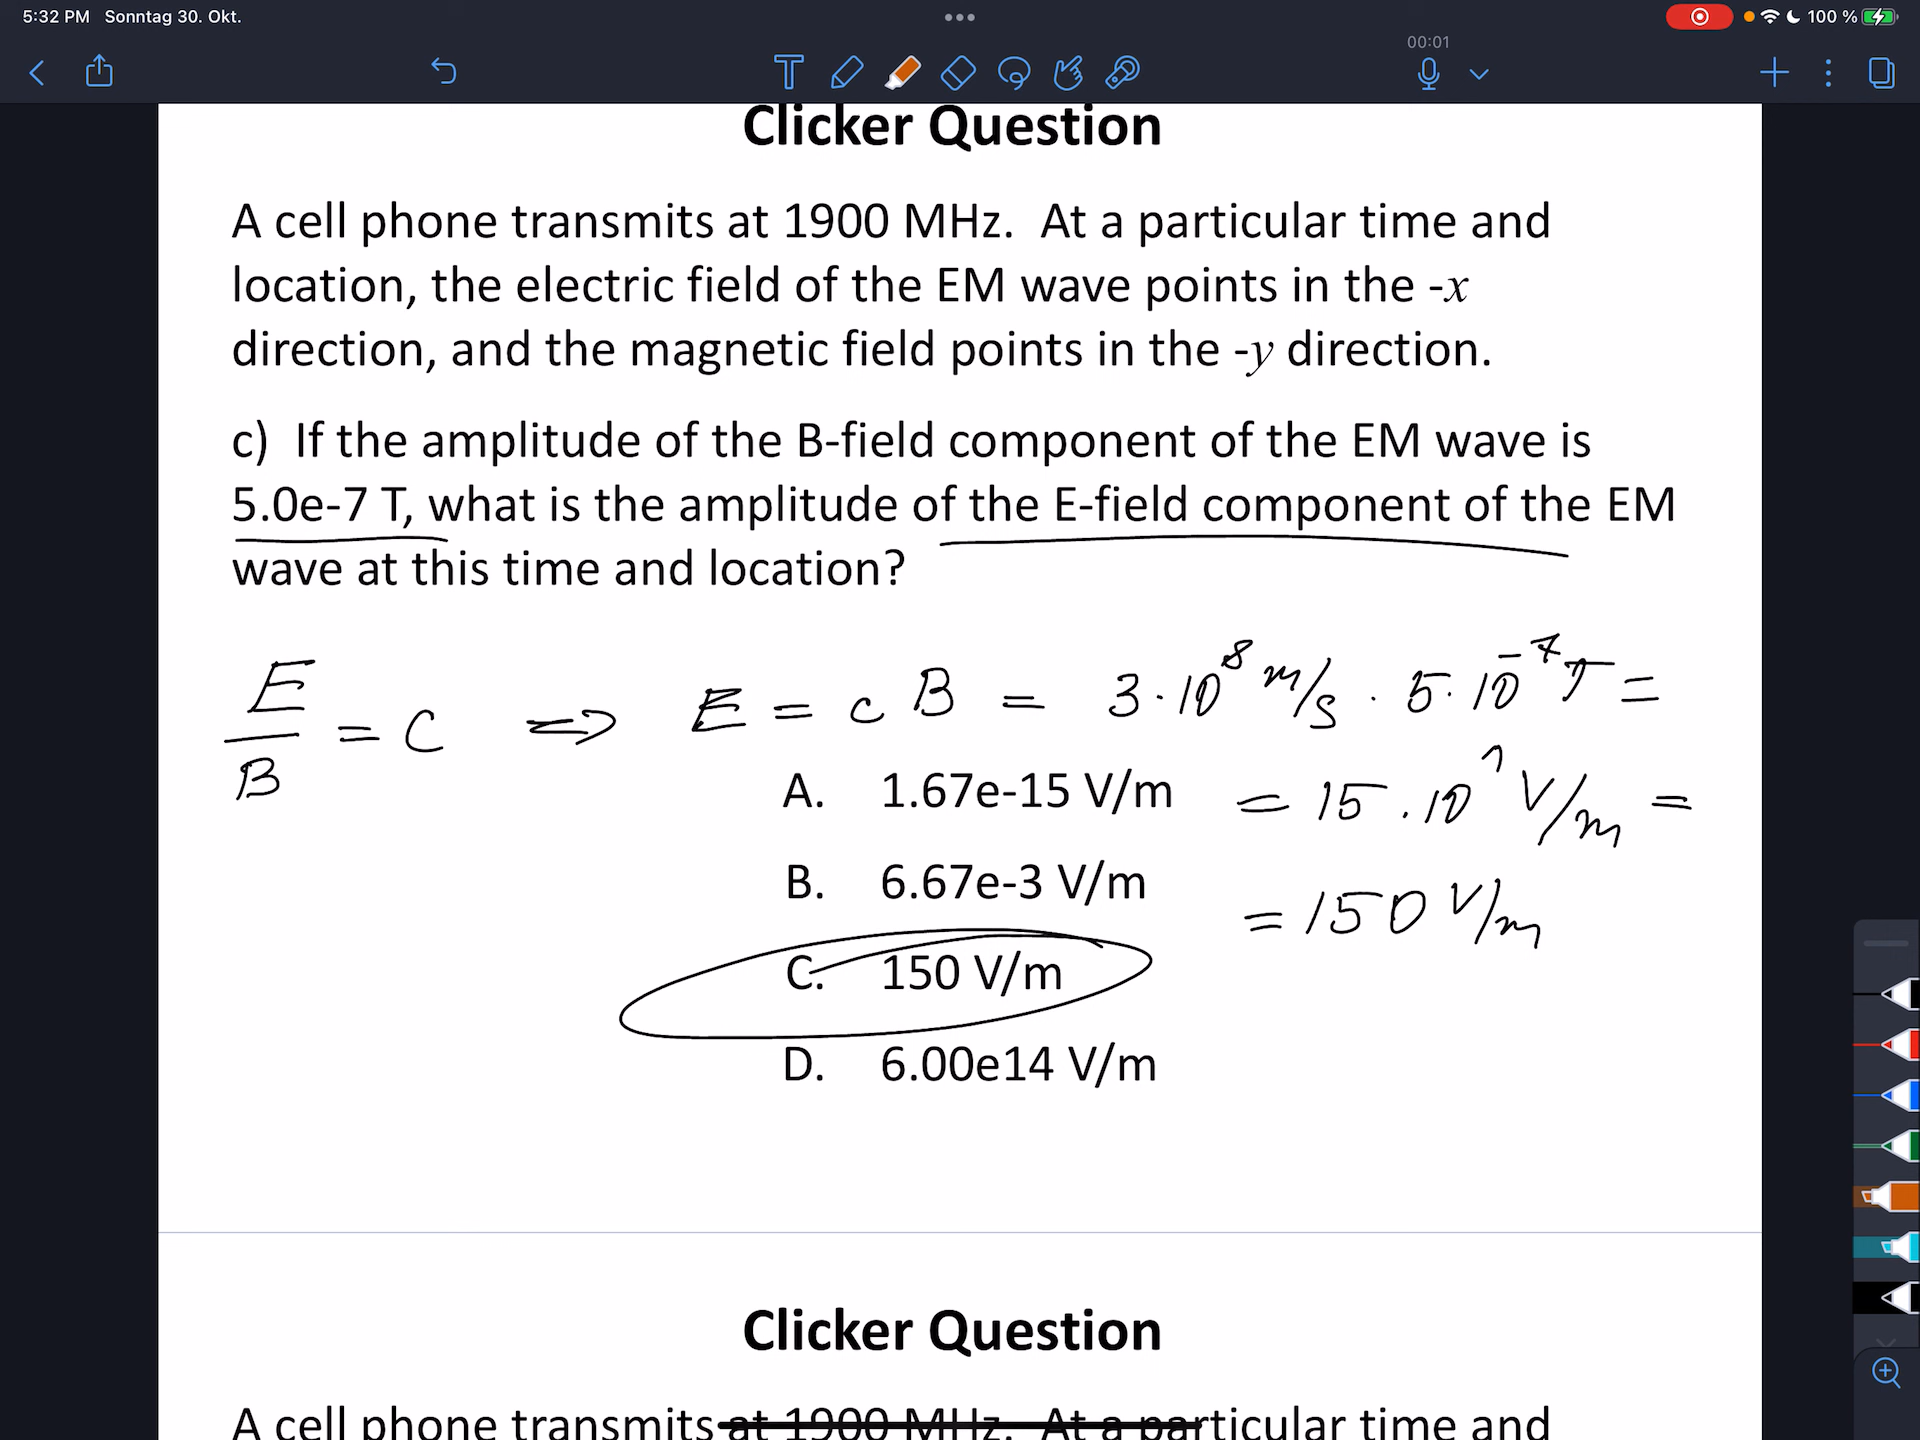 5:32 PM Sonntag 30. Okt.
100 %
00:01
Clicker Question
A cell phone transmits at 1900 MHz. At a particular time and
location, the electric field of the EM wave points in the -x
direction, and the magnetic field points in the -y direction.
c) If the amplitude of the B-field component of the EM wave is
5.0e-7 T, what is the amplitude of the E-field component of the EM
wave at this time and location?
E/B = c ⇒ E = c B = 3·10⁸ m/s · 5·10⁻⁷ T =
A. 1.67e-15 V/m
= 15·10¹ V/m =
B. 6.67e-3 V/m
= 150 V/m
C. 150 V/m
D. 6.00e14 V/m
Clicker Question
A cell phone transmits at 1900 MHz. At a particular time and